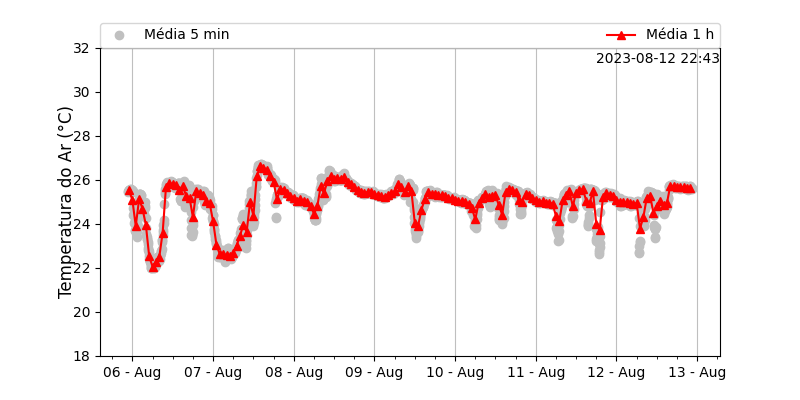 Média 5 min
Média 1 h
2023-08-12 22:43
Temperatura do Ar (°C)
32
30
28
26
24
22
20
18
06 - Aug
07 - Aug
08 - Aug
09 - Aug
10 - Aug
11 - Aug
12 - Aug
13 - Aug